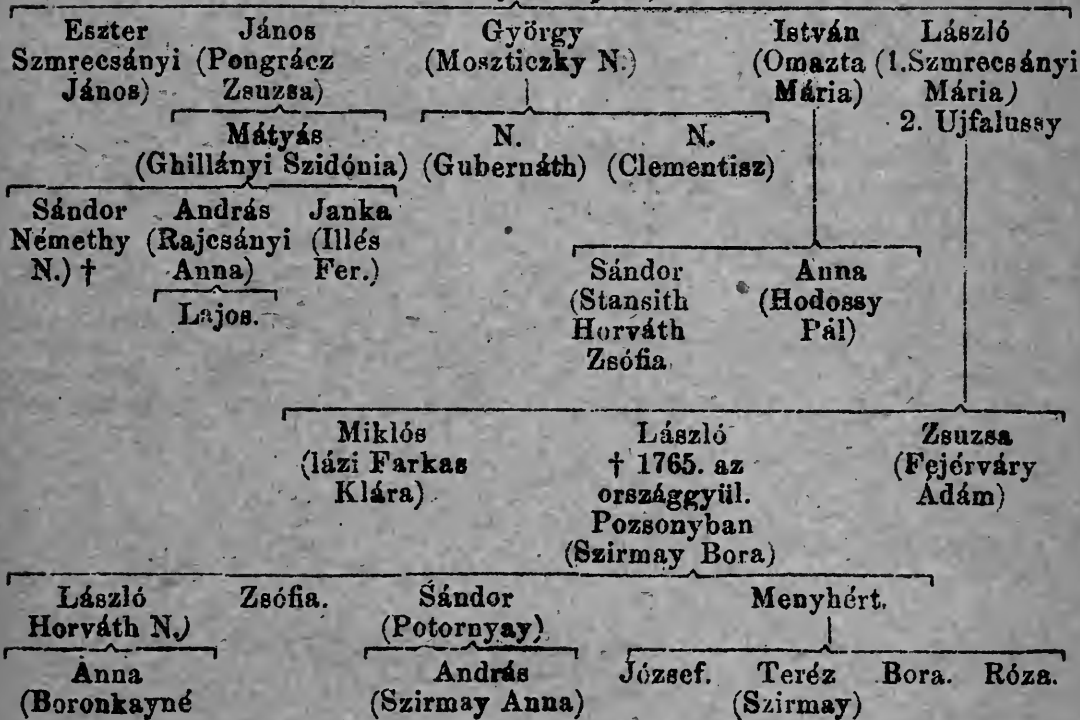 Eszter János György István László
Szmrecsányi (Pongrácz (Moszticzky N.) (Omazta (1.Szmrecsányi
János) Zsuzsa) Mária) Mária)
2. Ujfalussy
Mátyás N. N.
(Ghillányi Szidónia) (Gubernáth) (Clementisz)
Sándor András Janka
Némethy (Rajcsányi (Illés
N.) † Anna) Fer.)
Lajos.
Sándor Anna
(Stansith (Hodossy
Horváth Pál)
Zsófia
Miklós László Zsuzsa
(lázi Farkas † 1765. az (Fejérváry
Klára) országgyül. Ádám)
Pozsonyban
(Szirmay Bora)
László Zsófia. Sándor Menyhért.
Horváth N.) (Potornyay)
Anna András József. Teréz Bora. Róza.
(Boronkayné (Szirmay Anna) (Szirmay)